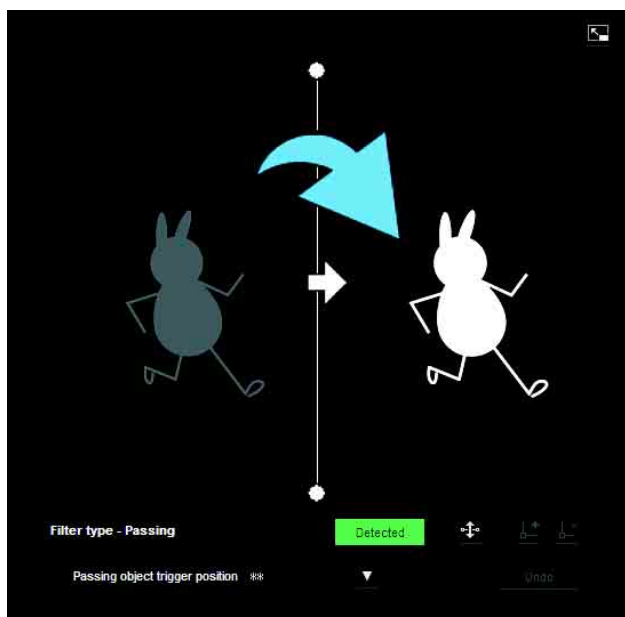 Filter type - Passing
Detected
Passing object trigger position **
Undo